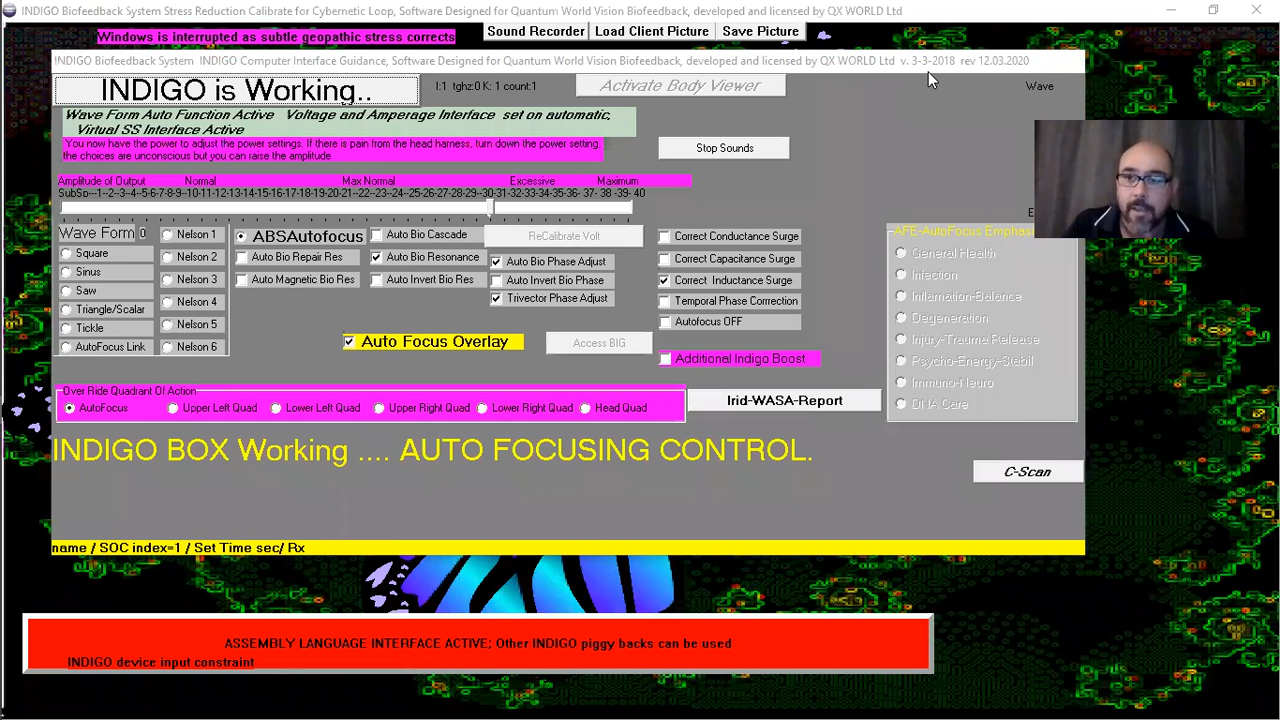 INDIGO Biofeedback System Stress Reduction Calibrate for Cybernetic Loop, Software Designed for Quantum World Vision Biofeedback, developed and licensed by QX WORLD Ltd
Windows is interrupted as subtle geopathic stress corrects
Sound Recorder Load Client Picture Save Picture
INDIGO Biofeedback System INDIGO Computer Interface Guidance, Software Designed for Quantum World Vision Biofeedback, developed and licensed by QX WORLD Ltd v. 3-3-2018 rev 12.03.2020
INDIGO is Working.. I:1 tghz:0 K: 1 count:1 Activate Body Viewer Wave
Wave Form Auto Function Active Voltage and Amperage Interface set on automatic,
Virtual SS Interface Active
You now have the power to adjust the power settings. If there is pain from the head harness, turn down the power setting,
the choices are unconscious but you can raise the amplitude
Stop Sounds
Amplitude of Output Normal Max Normal Excessive Maximum
SubSp---1--2--3--4--5-6-7-8--9--10-11-12-13-14-15-16-17-18-19-20-21--22--23--24-25-26-27-28--29--30-31-32-33-34-35-36- 37- 38 -39- 40
Wave Form 0
Square
Sinus
Saw
Triangle/Scalar
Tickle
AutoFocus Link
Nelson 1
Nelson 2
Nelson 3
Nelson 4
Nelson 5
Nelson 6
ABSAutofocus
Auto Bio Repair Res
Auto Magnetic Bio Res
Auto Bio Cascade
Auto Bio Resonance
Auto Invert Bio Res
ReCalibrate Volt
Auto Bio Phase Adjust
Auto Invert Bio Phase
Trivector Phase Adjust
Correct Conductance Surge
Correct Capacitance Surge
Correct Inductance Surge
Temporal Phase Corrrection
Autofocus OFF
Auto Focus Overlay
Access BIG
Additional Indigo Boost
AFE-AutoFocus Emphas
General Health
Infection
Inflamation-Balance
Degeneration
Injury-Trauma Release
Psycho-Energy-Stabil
Immuno-Neuro
DNA Care
Over Ride Quadrant Of Action
AutoFocus Upper Left Quad Lower Left Quad Upper Right Quad Lower Right Quad Head Quad
Irid-WASA-Report
INDIGO BOX Working .... AUTO FOCUSING CONTROL.
C-Scan
name / SOC index=1 / Set Time sec/ Rx
ASSEMBLY LANGUAGE INTERFACE ACTIVE; Other INDIGO piggy backs can be used
INDIGO device input constraint